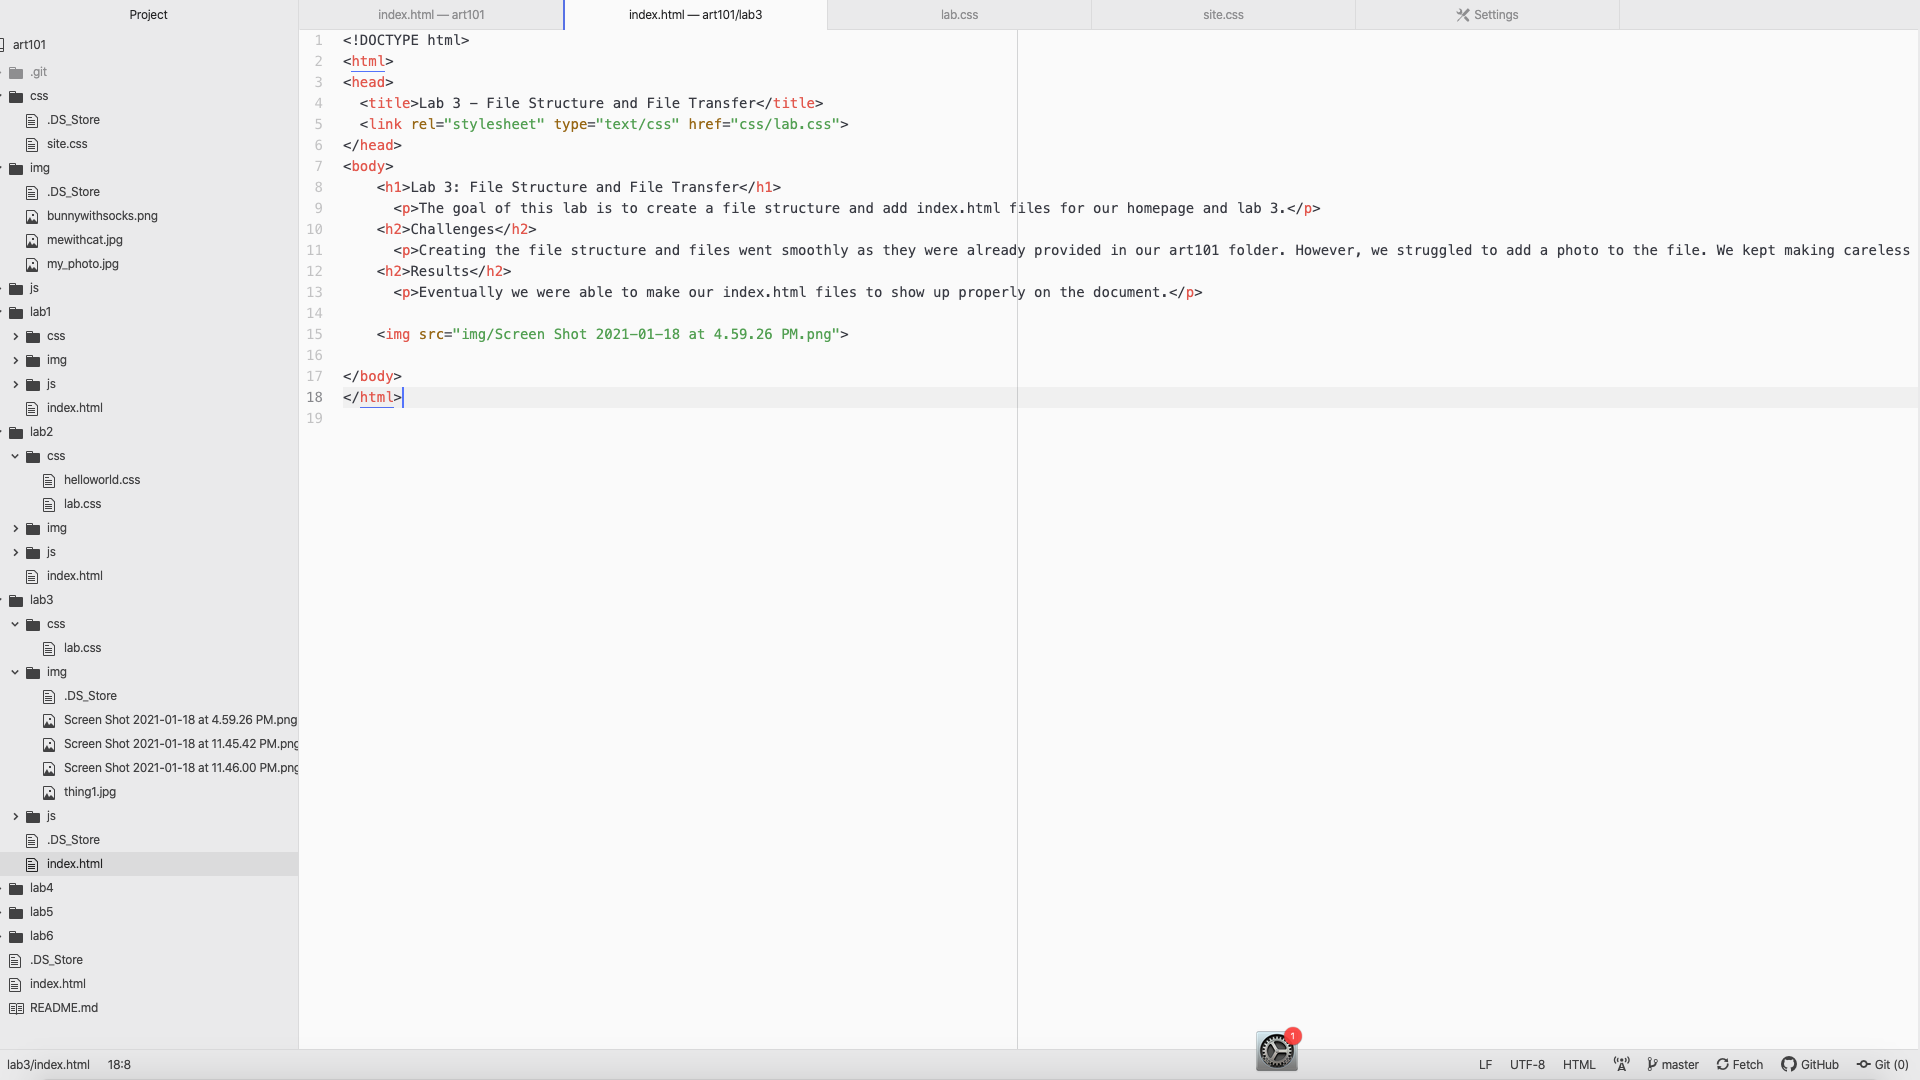 Project
index.html — art101
index.html — art101/lab3
lab.css
site.css
Settings
art101
.git
css
.DS_Store
site.css
img
.DS_Store
bunnywithsocks.png
mewithcat.jpg
my_photo.jpg
js
lab1
css
img
js
index.html
lab2
css
helloworld.css
lab.css
img
js
index.html
lab3
css
lab.css
img
.DS_Store
Screen Shot 2021-01-18 at 4.59.26 PM.png
Screen Shot 2021-01-18 at 11.45.42 PM.png
Screen Shot 2021-01-18 at 11.46.00 PM.png
thing1.jpg
js
.DS_Store
index.html
lab4
lab5
lab6
.DS_Store
index.html
README.md
1 <!DOCTYPE html>
2 <html>
3 <head>
4 <title>Lab 3 – File Structure and File Transfer</title>
5 <link rel="stylesheet" type="text/css" href="css/lab.css">
6 </head>
7 <body>
8 <h1>Lab 3: File Structure and File Transfer</h1>
9 <p>The goal of this lab is to create a file structure and add index.html files for our homepage and lab 3.</p>
10 <h2>Challenges</h2>
11 <p>Creating the file structure and files went smoothly as they were already provided in our art101 folder. However, we struggled to add a photo to the file. We kept making careless
12 <h2>Results</h2>
13 <p>Eventually we were able to make our index.html files to show up properly on the document.</p>
14
15 <img src="img/Screen Shot 2021-01-18 at 4.59.26 PM.png">
16
17 </body>
18 </html>
19
1
lab3/index.html 18:8
LF UTF-8 HTML master Fetch GitHub Git (0)